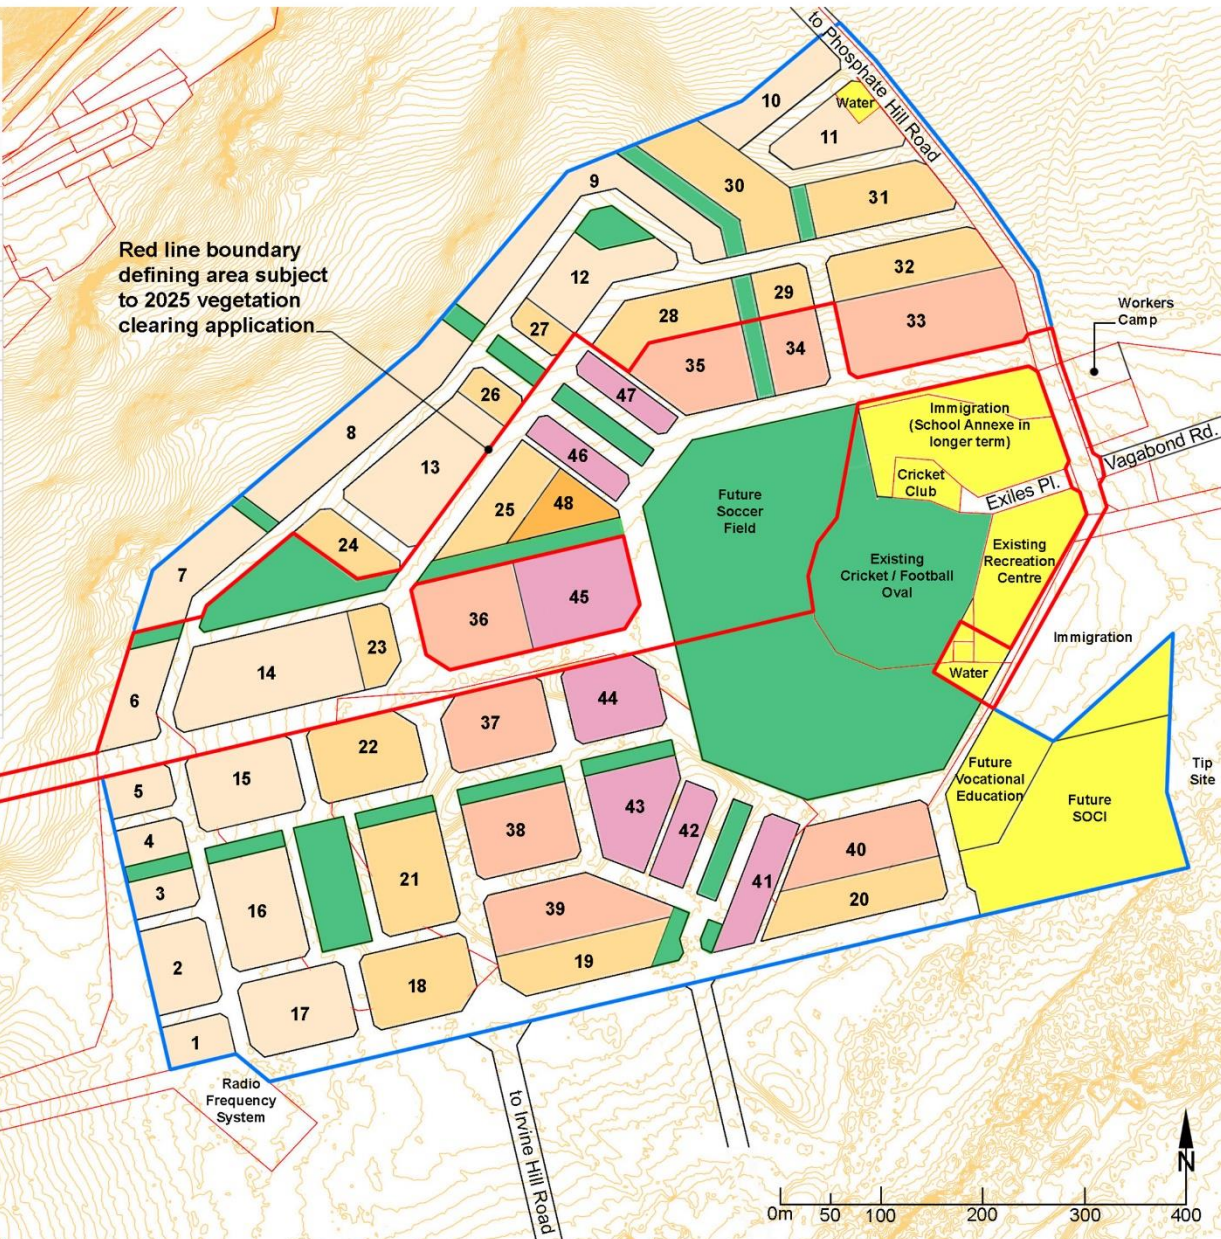 to Phosphate Hill Road
10
Water
11
9
30
31
Red line boundary
defining area subject
to 2025 vegetation
clearing application
12
32
29
28
27
33
Workers
Camp
35
34
47
26
Immigration
(School Annexe in
longer term)
8
13
46
Vagabond Rd.
Cricket
Club
Exiles Pl.
25
48
Future
Soccer
Field
24
Existing
Recreation
Centre
7
Existing
Cricket / Football
Oval
45
36
Immigration
23
14
Water
6
44
37
22
15
5
Future
Vocational
Education
Tip
Site
Future
SOCI
43
42
38
4
40
21
41
3
20
39
16
19
2
18
17
1
Radio
Frequency
System
to Irvine Hill Road
N
0m 50 100 200 300 400